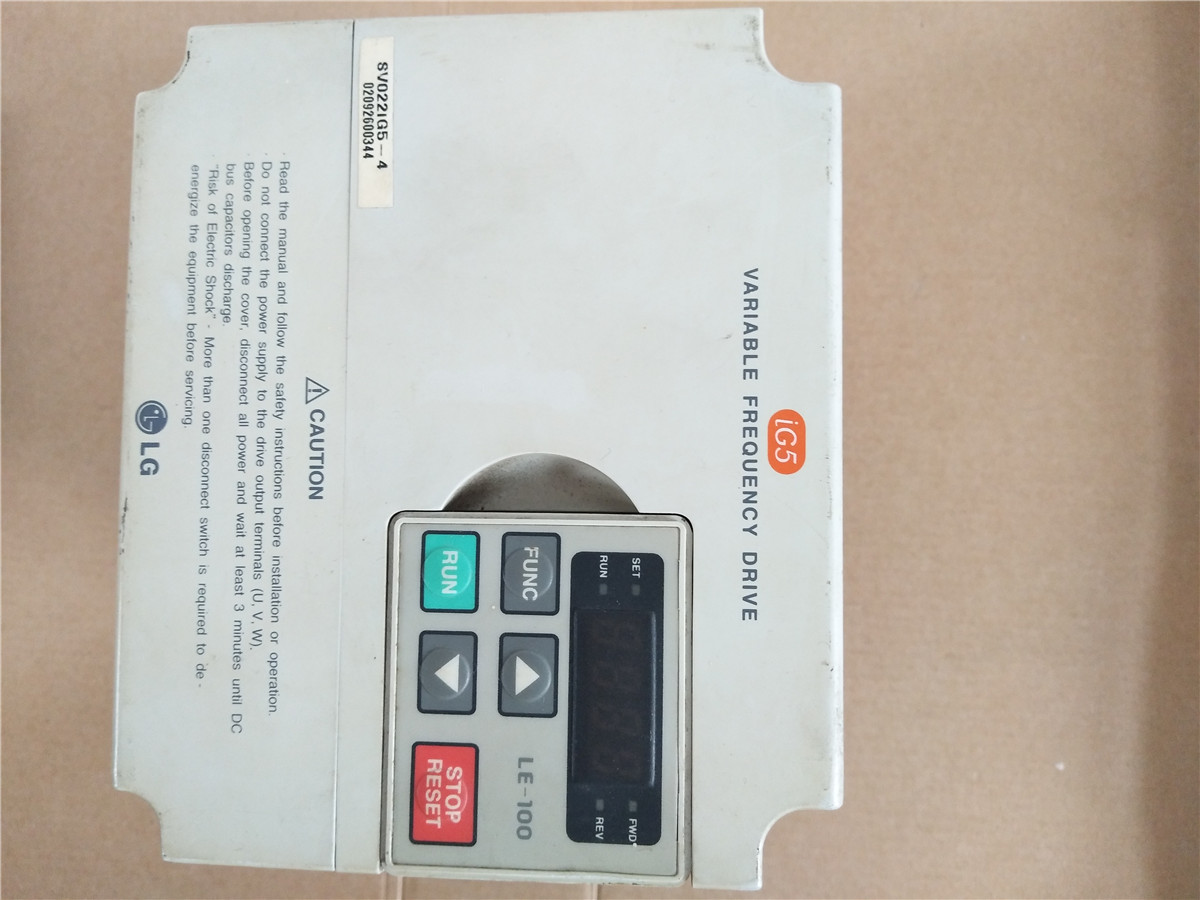 iG5
VARIABLE FREQUENCY DRIVE
SET
RUN
FWD
REV
FUNC
LE-100
RUN
STOP
RESET
SV022iG5-4
02092600344
CAUTION
· Read the manual and follow the safety instructions before installation or operation.
· Do not connect the power supply to the drive output terminals (U, V, W).
· Before opening the cover, disconnect all power and wait at least 3 minutes until DC
bus capacitors discharge.
· "Risk of Electric Shock" - More than one disconnect switch is required to de -
energize the equipment before servicing.
LG